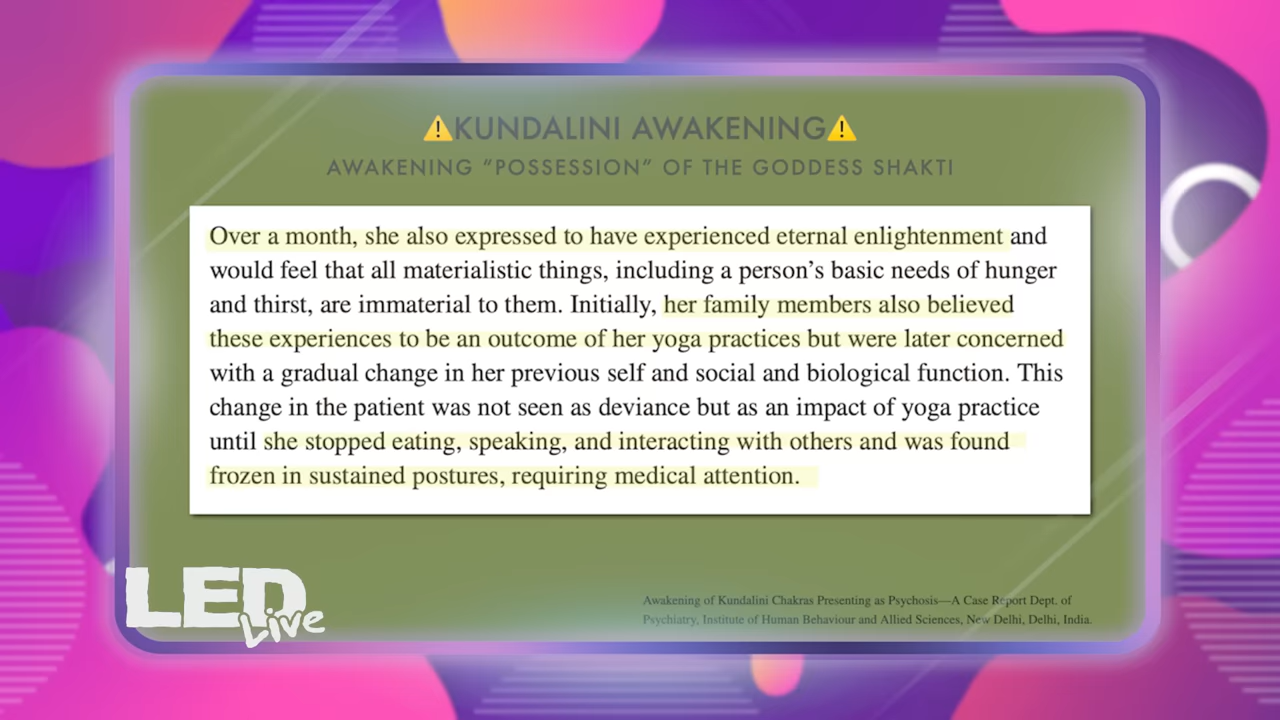 ⚠️KUNDALINI AWAKENING⚠️
AWAKENING “POSSESSION” OF THE GODDESS SHAKTI
Over a month, she also expressed to have experienced eternal enlightenment and
would feel that all materialistic things, including a person’s basic needs of hunger
and thirst, are immaterial to them. Initially, her family members also believed
these experiences to be an outcome of her yoga practices but were later concerned
with a gradual change in her previous self and social and biological function. This
change in the patient was not seen as deviance but as an impact of yoga practice
until she stopped eating, speaking, and interacting with others and was found
frozen in sustained postures, requiring medical attention.
LED
Live
Awakening of Kundalini Chakras Presenting as Psychosis—A Case Report Dept. of
Psychiatry, Institute of Human Behaviour and Allied Sciences, New Delhi, Delhi, India.